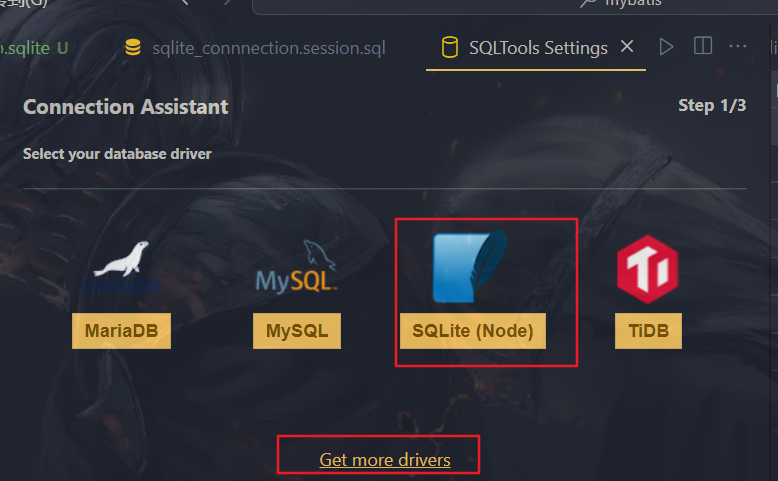 到(G)
mybatis
.sqlite U
sqlite_connnection.session.sql
SQLTools Settings
Connection Assistant
Step 1/3
Select your database driver
MySQL
MariaDB
MySQL
SQLite (Node)
TiDB
Get more drivers